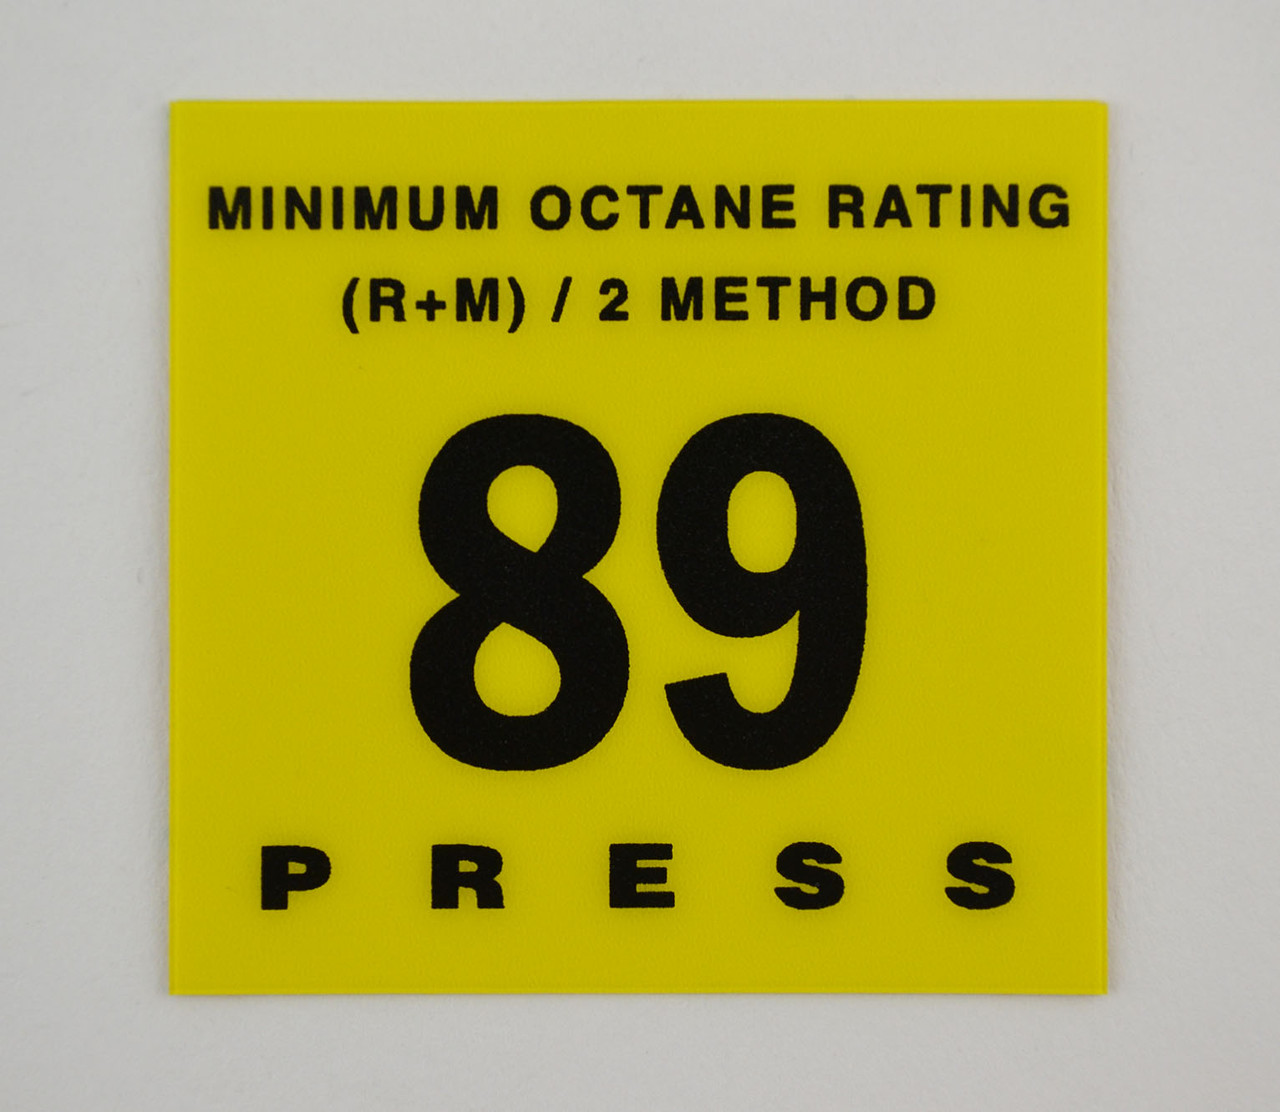 MINIMUM OCTANE RATING
(R+M) / 2 METHOD
89
PRESS